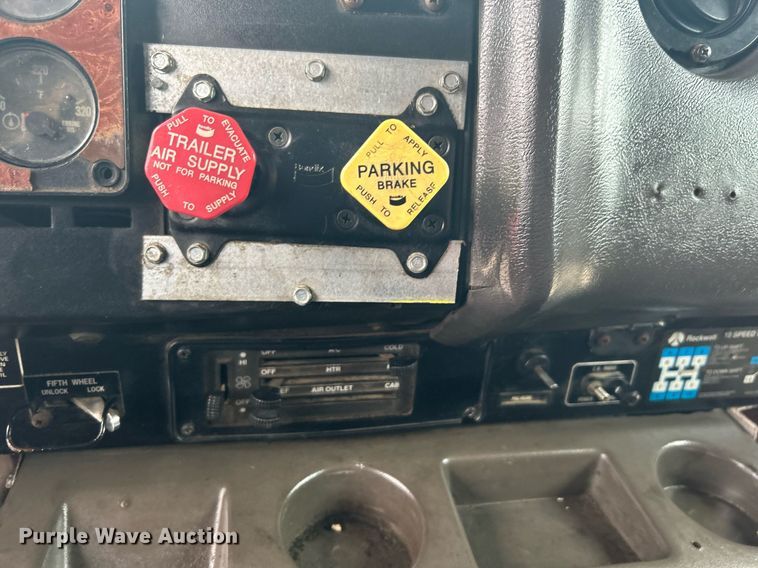 PULL TO EVACUATE
TRAILER
AIR SUPPLY
NOT FOR PARKING
PUSH TO SUPPLY
PULL TO APPLY
PARKING
BRAKE
PUSH TO RELEASE
bendix
FIFTH WHEEL
UNLOCK LOCK
HI
OFF A/C COLD
OFF HTR
AIR OUTLET CAB
OFF
Rockwell 10 SPEED
Purple Wave Auction